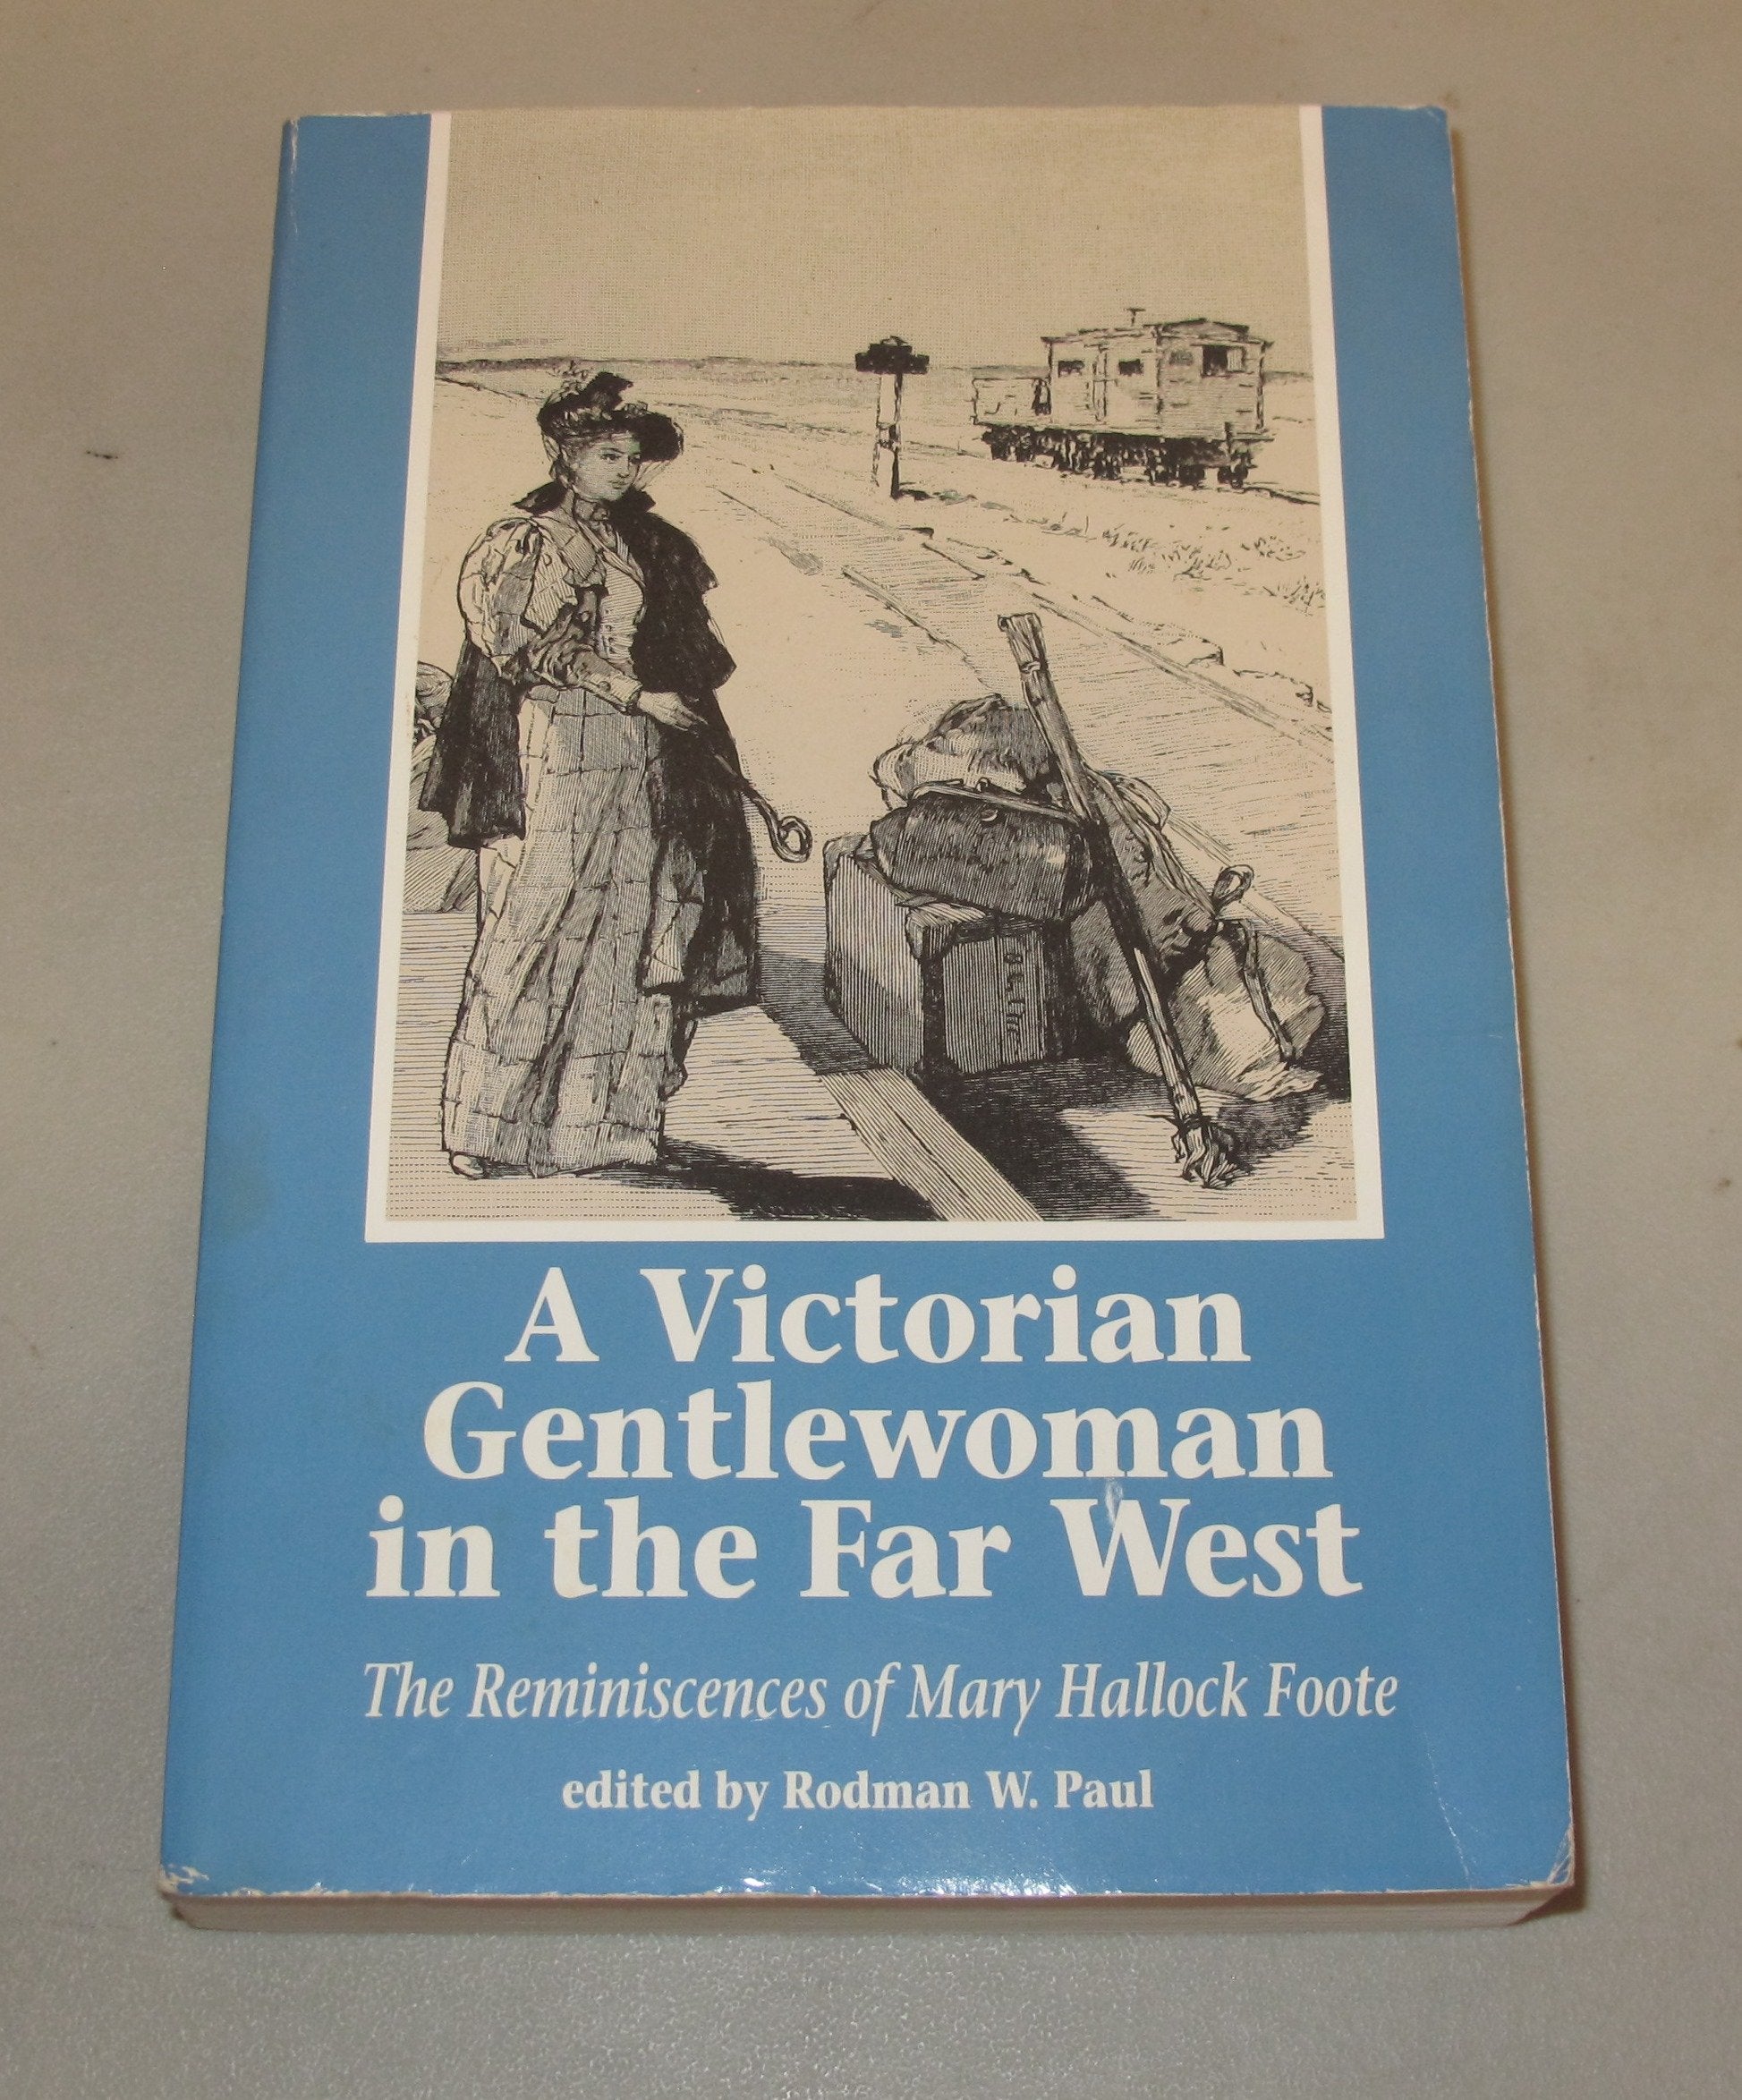 A Victorian
Gentlewoman
in the Far West
The Reminiscences of Mary Hallock Foote
edited by Rodman W. Paul